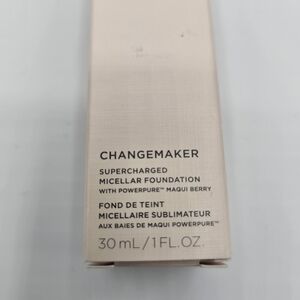 CHANGEMAKER
SUPERCHARGED
MICELLAR FOUNDATION
WITH POWERPURE™ MAQUI BERRY
FOND DE TEINT
MICELLAIRE SUBLIMATEUR
AUX BAIES DE MAQUI POWERPURE™
30 mL/1 FL.OZ.